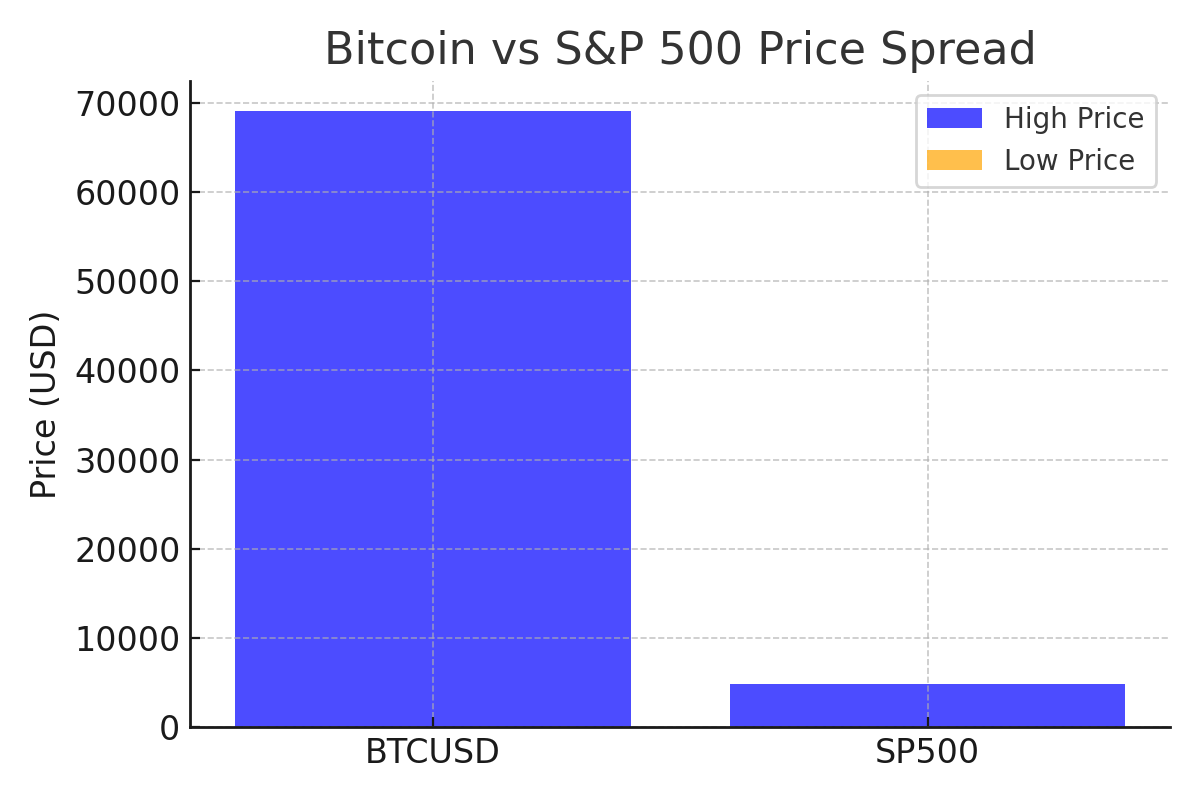 Bitcoin vs S&P 500 Price Spread
High Price
Low Price
Price (USD)
70000
60000
50000
40000
30000
20000
10000
0
BTCUSD
SP500